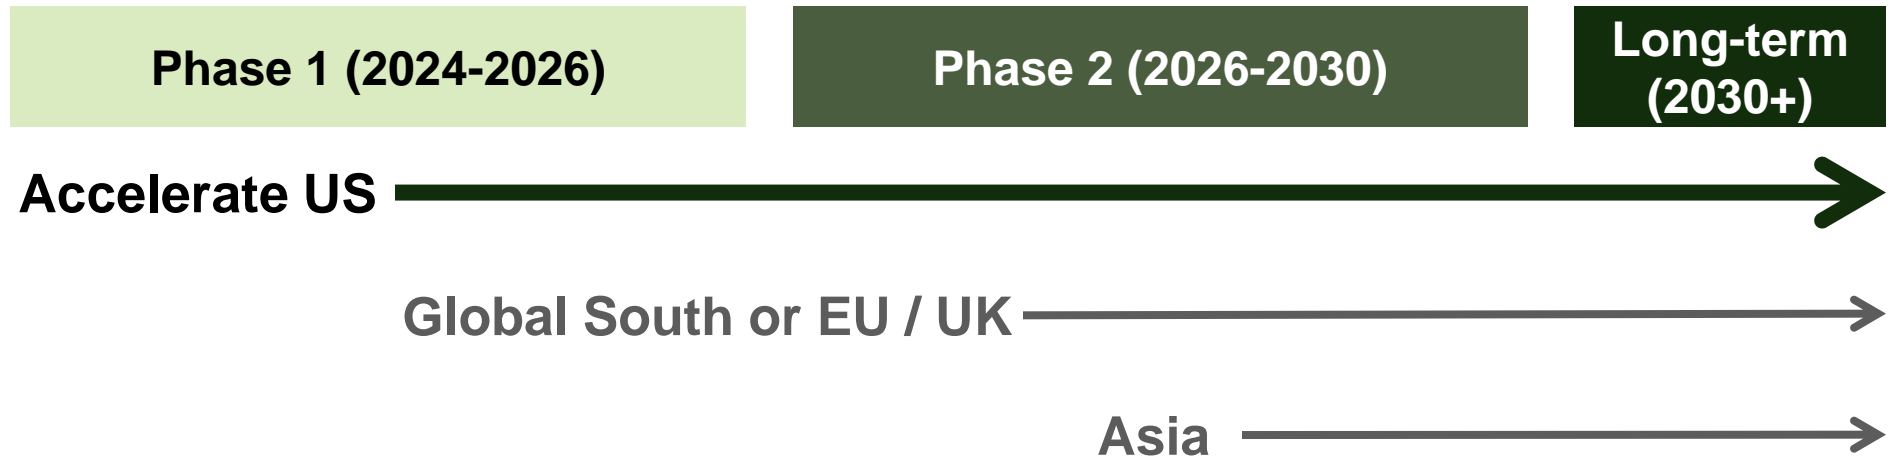 Phase 1 (2024-2026)
Phase 2 (2026-2030)
Long-term
(2030+)
Accelerate US
Global South or EU / UK
Asia